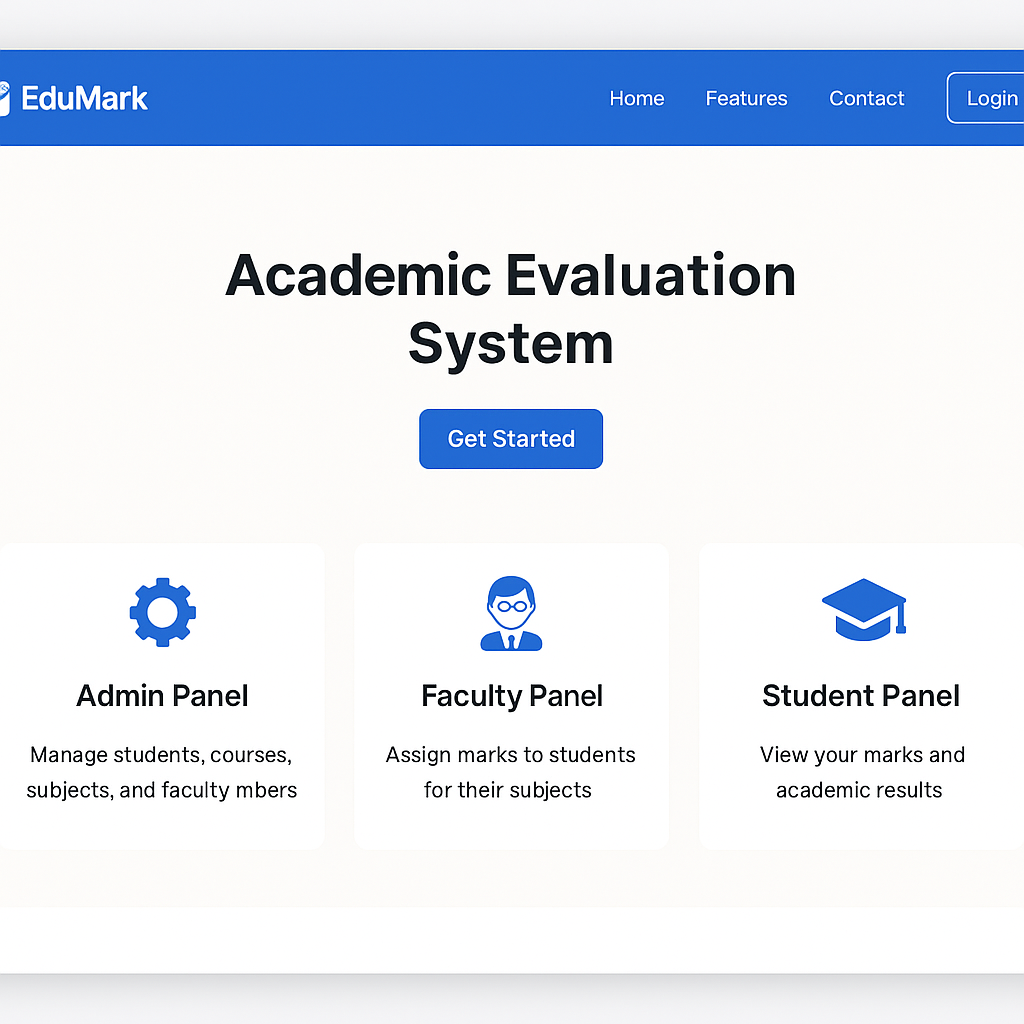 EduMark
Home Features Contact Login
Academic Evaluation
System
Get Started
Admin Panel
Manage students, courses,
subjects, and faculty mbers
Faculty Panel
Assign marks to students
for their subjects
Student Panel
View your marks and
academic results